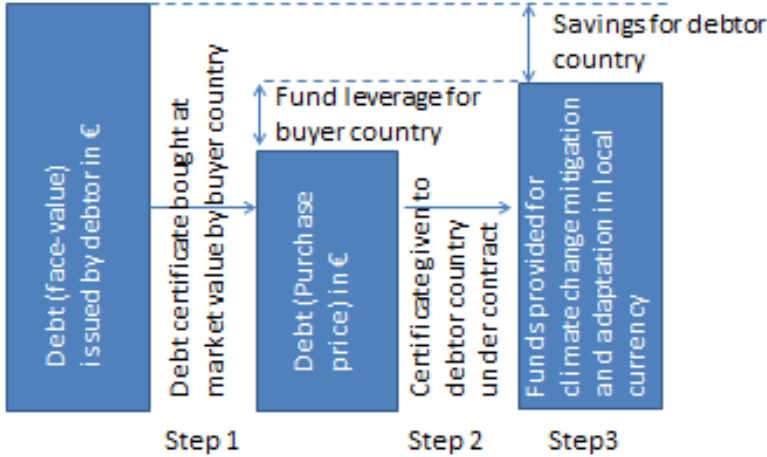 Debt (face-value)
issued by debtor in €
Debt certificate bought at
market value by buyer country
Fund leverage for
buyer country
Debt (Purchase
price) in €
Certificate given to
debtor country
under contract
Savings for debtor
country
Funds provided for
climate change mitigation
and adaptation in local
currency
Step 1
Step 2
Step3